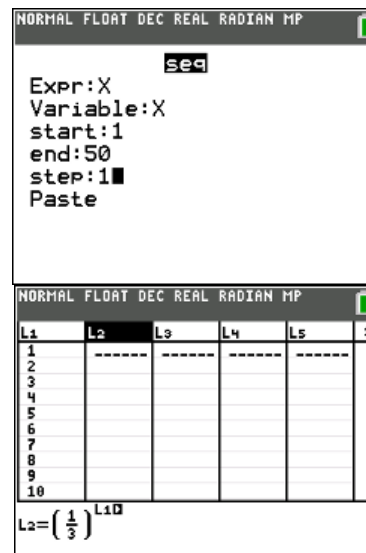 NORMAL FLOAT DEC REAL RADIAN MP
seq
Expr:X
Variable:X
start:1
end:50
step:1
Paste
NORMAL FLOAT DEC REAL RADIAN MP
L1 L2 L3 L4 L5
1 ------ ------ ------ ------
2
3
4
5
6
7
8
9
10
L2=(1/3)^L1